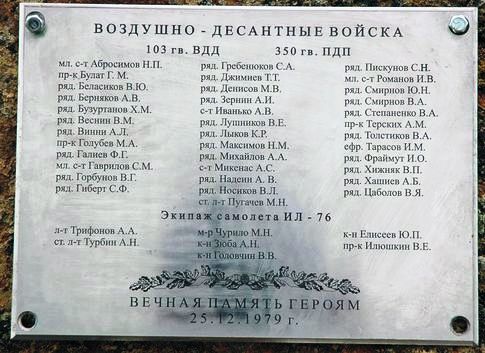 ВОЗДУШНО - ДЕСАНТНЫЕ ВОЙСКА
103 гв. ВДД 350 гв. ПДП
мл. с-т Абросимов Н.П.
пр-к Булат Г. М.
ряд. Беласиков В.Ю.
ряд. Берняков А.В.
ряд. Бузуртанов Х.М.
ряд. Веснин В.М.
ряд. Винни А.Л.
пр-к Голубев М.А.
ряд. Галиев Ф.Г.
мл. с-т Гаврилов С.М.
ряд. Горбунов В.Г.
ряд. Гиберт С.Ф.
ряд. Гребенюков С.А.
ряд. Джимиев Т.Т.
ряд. Денисов М.В.
ряд. Зернин А.И.
с-т Иванько А.В.
ряд. Лушников В.Е.
ряд. Лыков К.Р.
ряд. Максимов Н.М.
ряд. Михайлов А.А.
с-т Микенас А.С.
ряд. Надеин А. В.
ряд. Носиков В.Л.
ст. л-т Пугачев М.Н.
ряд. Пискунов С.Н.
мл. с-т Романов И.В.
ряд. Смирнов Ю.Н.
ряд. Смирнов В.А.
ряд. Степаненко В.А.
пр-к Терских А.М.
ряд. Толстиков В.А.
ефр. Тарасов И.М.
ряд. Фраймут И.О.
ряд. Хижняк В.П.
ряд. Хашиев А.Б.
ряд. Цаболов В.Я.
Экипаж самолета ИЛ - 76
л-т Трифонов А.А.
ст. л-т Турбин А.Н.
м-р Чурило М.Н.
к-н Зюба А.Н.
к-н Головчин В.В.
к-н Елисеев Ю.П.
пр-к Илюшкин В.Е.
ВЕЧНАЯ ПАМЯТЬ ГЕРОЯМ
25.12.1979 г.